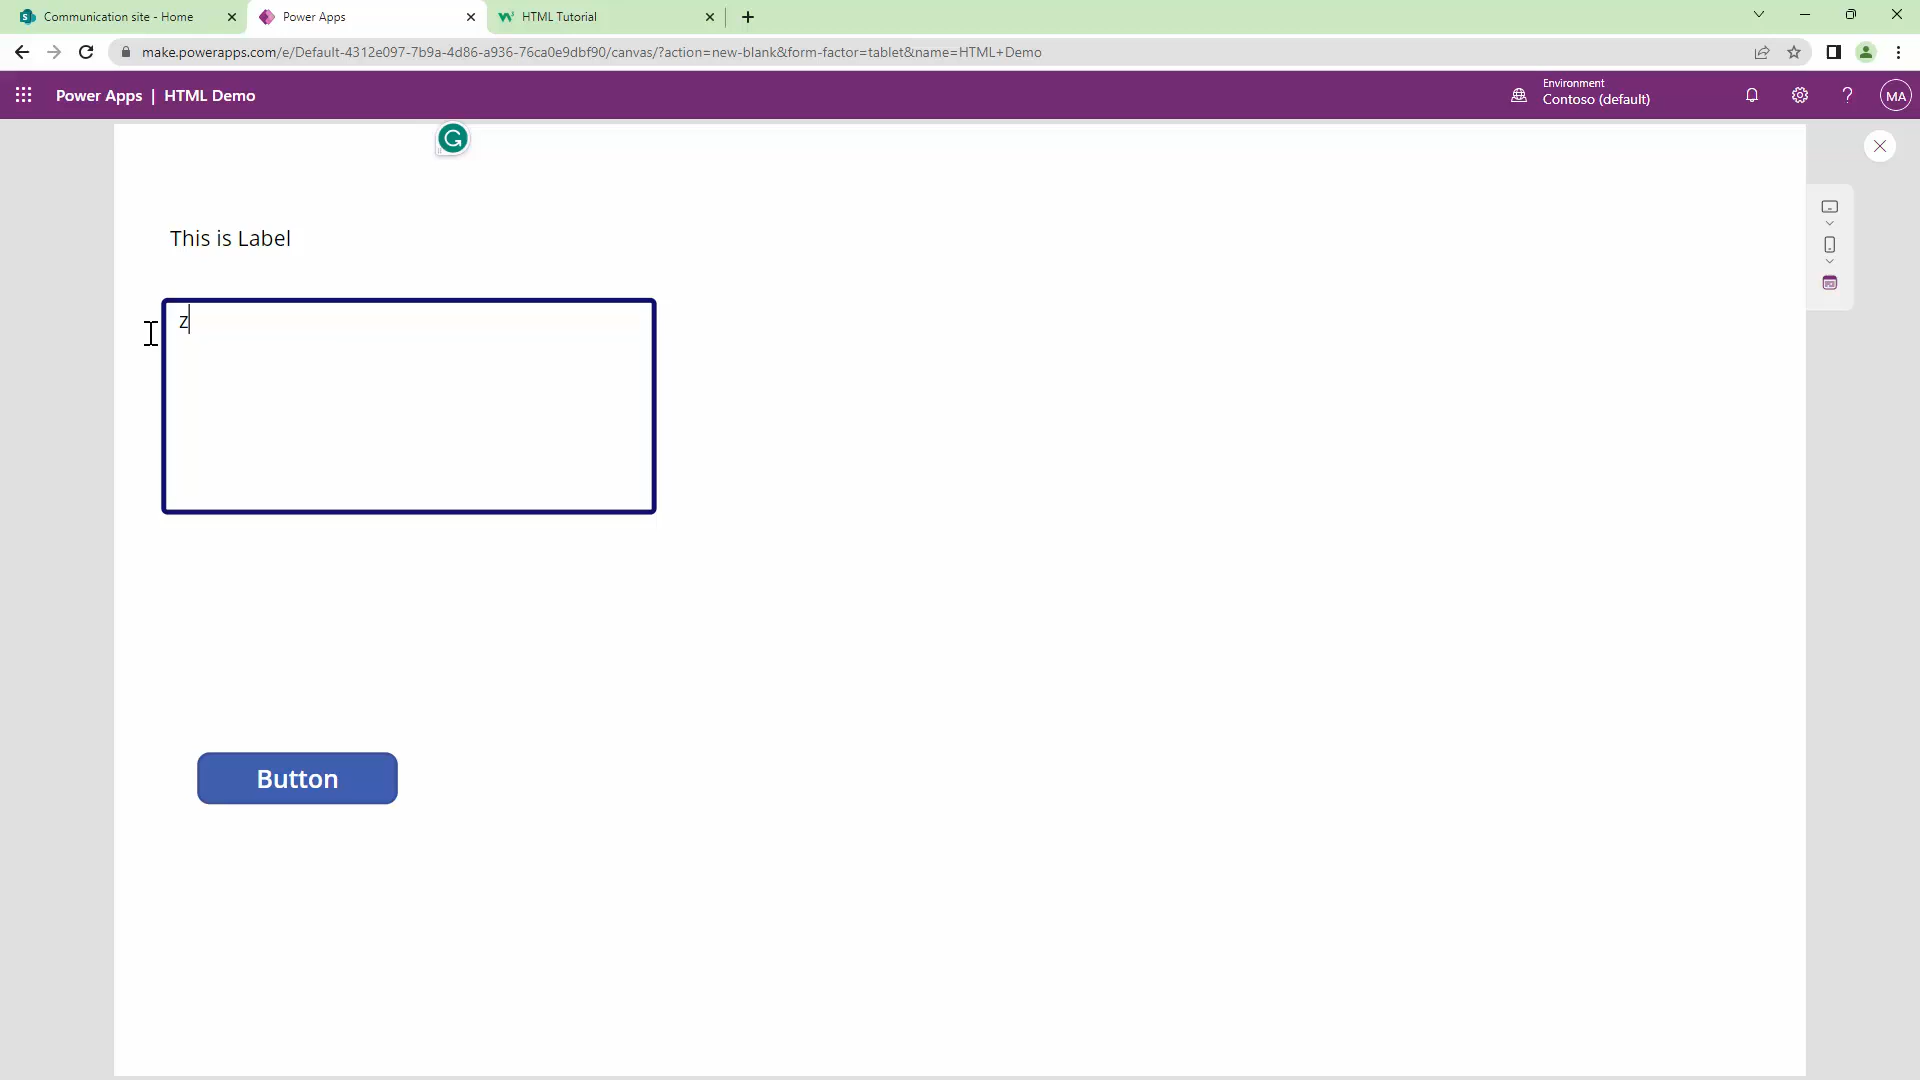 Communication site - Home
Power Apps
HTML Tutorial
make.powerapps.com/e/Default-4312e097-7b9a-4d86-a936-76ca0e9dbf90/canvas/?action=new-blank&form-factor=tablet&name=HTML+Demo
Power Apps | HTML Demo
Environment
Contoso (default)
?
MA
This is Label
z
Button